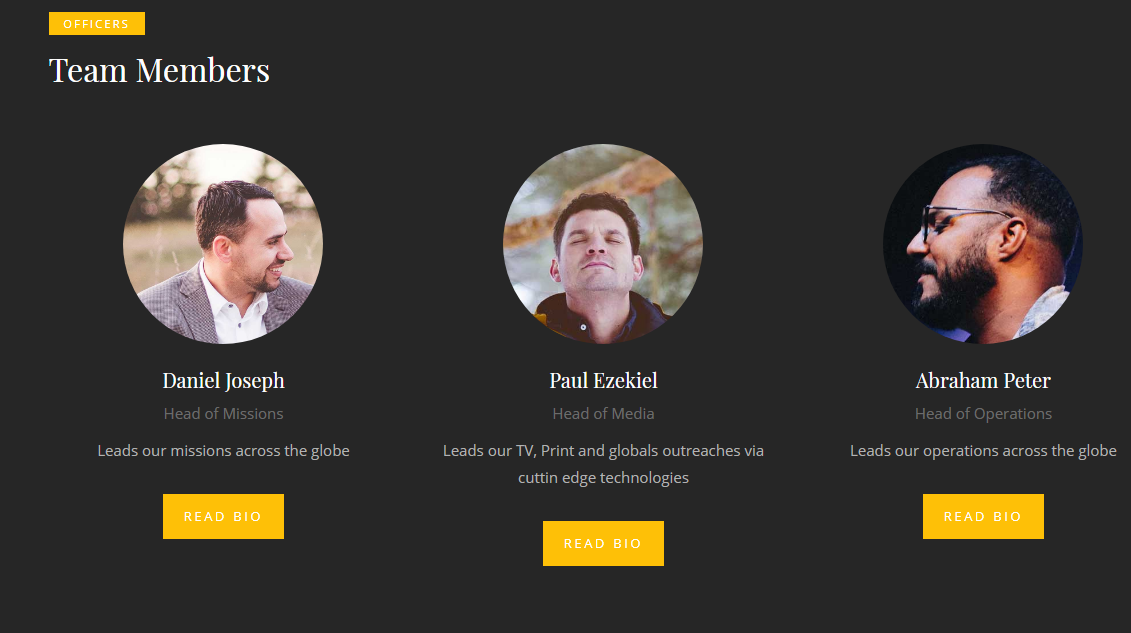 OFFICERS
Team Members
Daniel Joseph
Head of Missions
Leads our missions across the globe
READ BIO
Paul Ezekiel
Head of Media
Leads our TV, Print and globals outreaches via
cuttin edge technologies
READ BIO
Abraham Peter
Head of Operations
Leads our operations across the globe
READ BIO